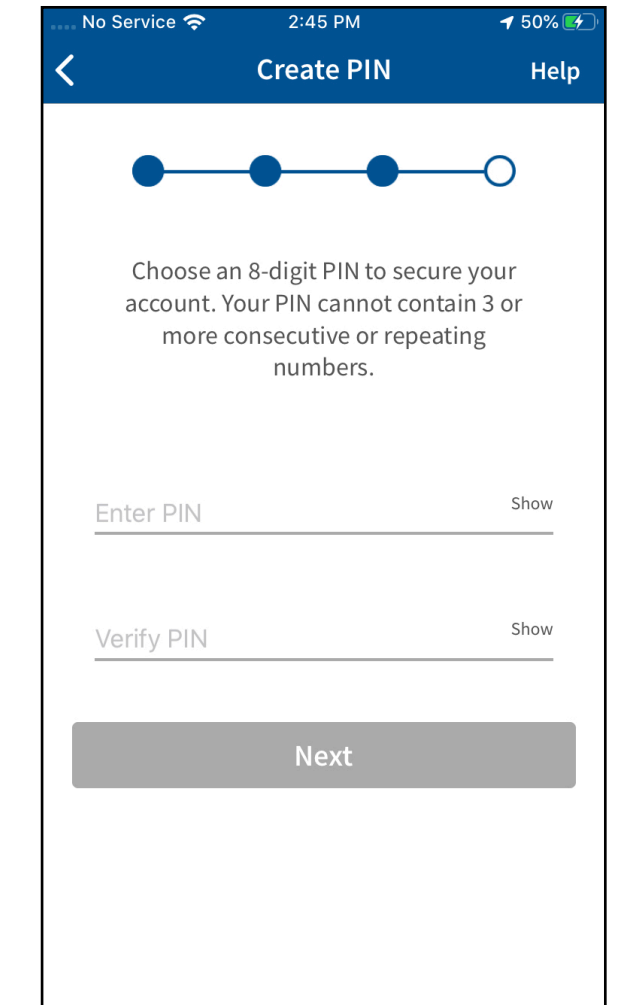 No Service 2:45 PM 50%
Create PIN Help
Choose an 8-digit PIN to secure your
account. Your PIN cannot contain 3 or
more consecutive or repeating
numbers.
Enter PIN Show
Verify PIN Show
Next